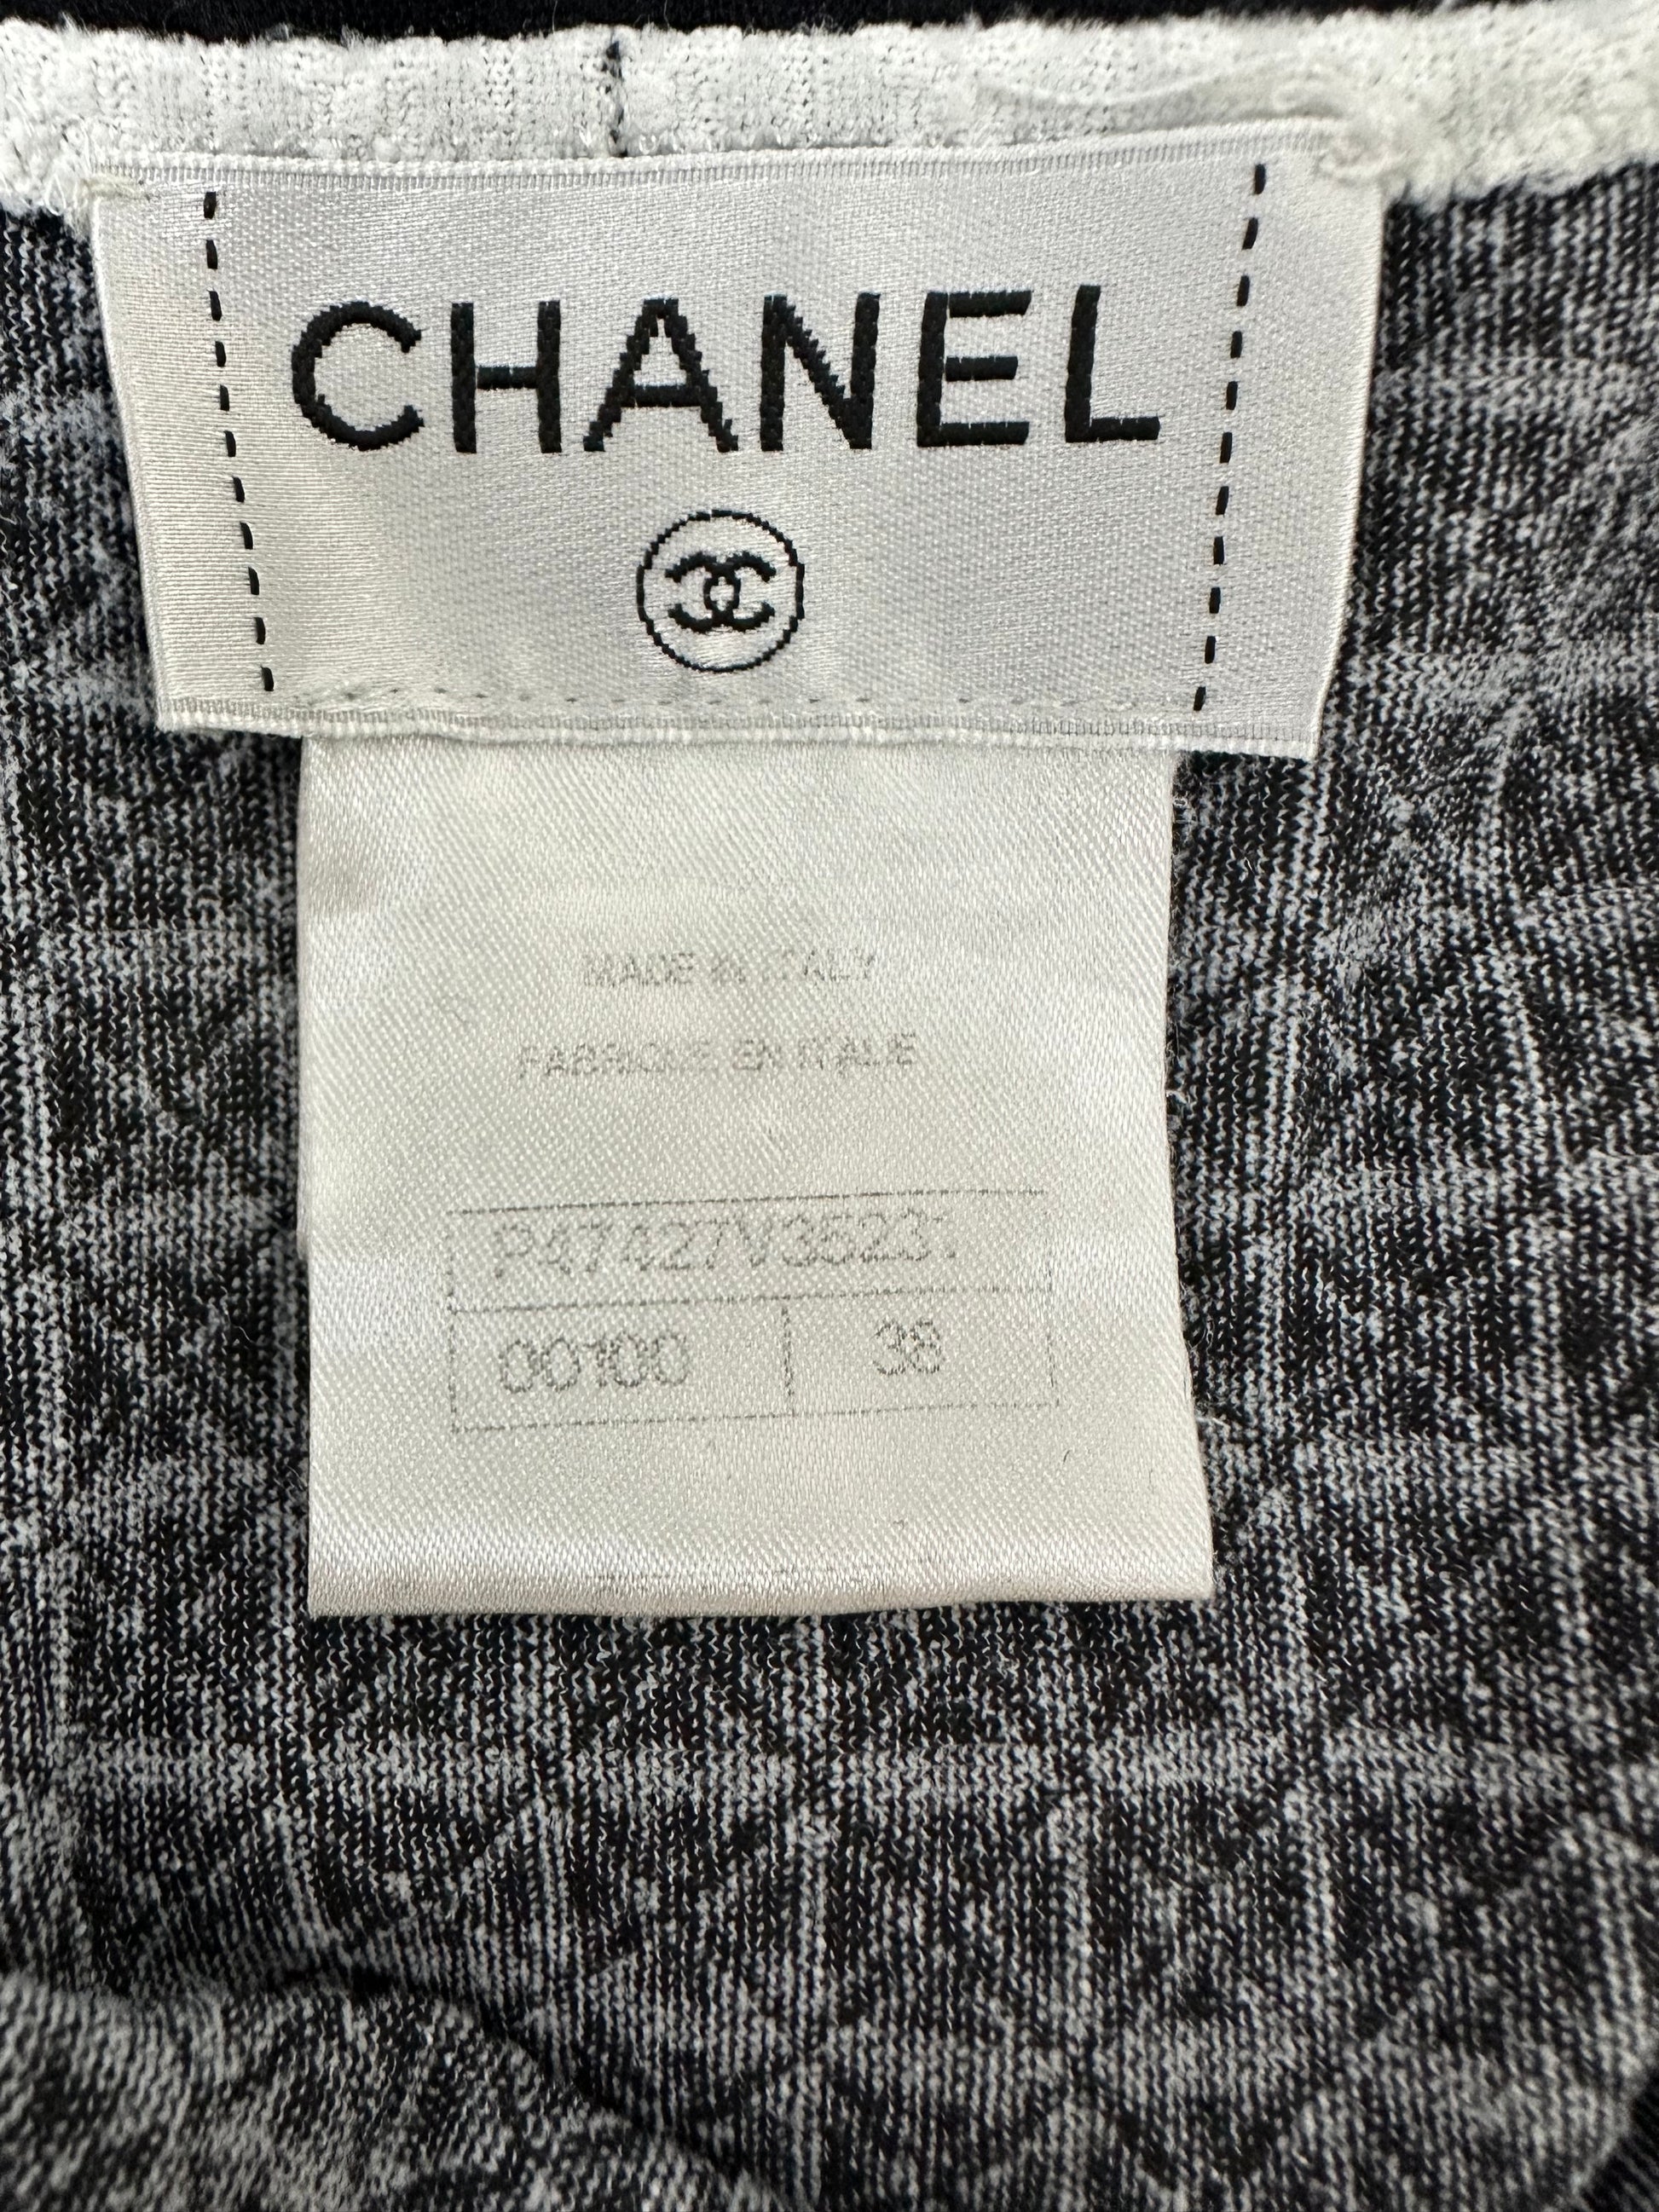 CHANEL
MADE IN ITALY
FABRIQUE EN ITALIE
P47427V35231
00100
38